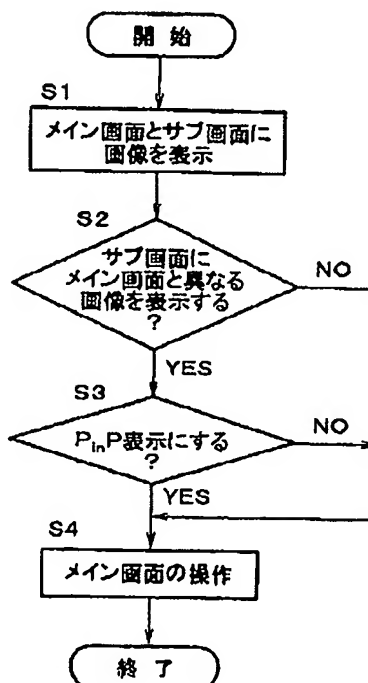 開始
S1
メイン画面とサブ画面に
画像を表示
S2
サブ画面に
メイン画面と異なる
画像を表示する
?
NO
YES
S3
PinP表示にする
?
NO
YES
S4
メイン画面の操作
終了